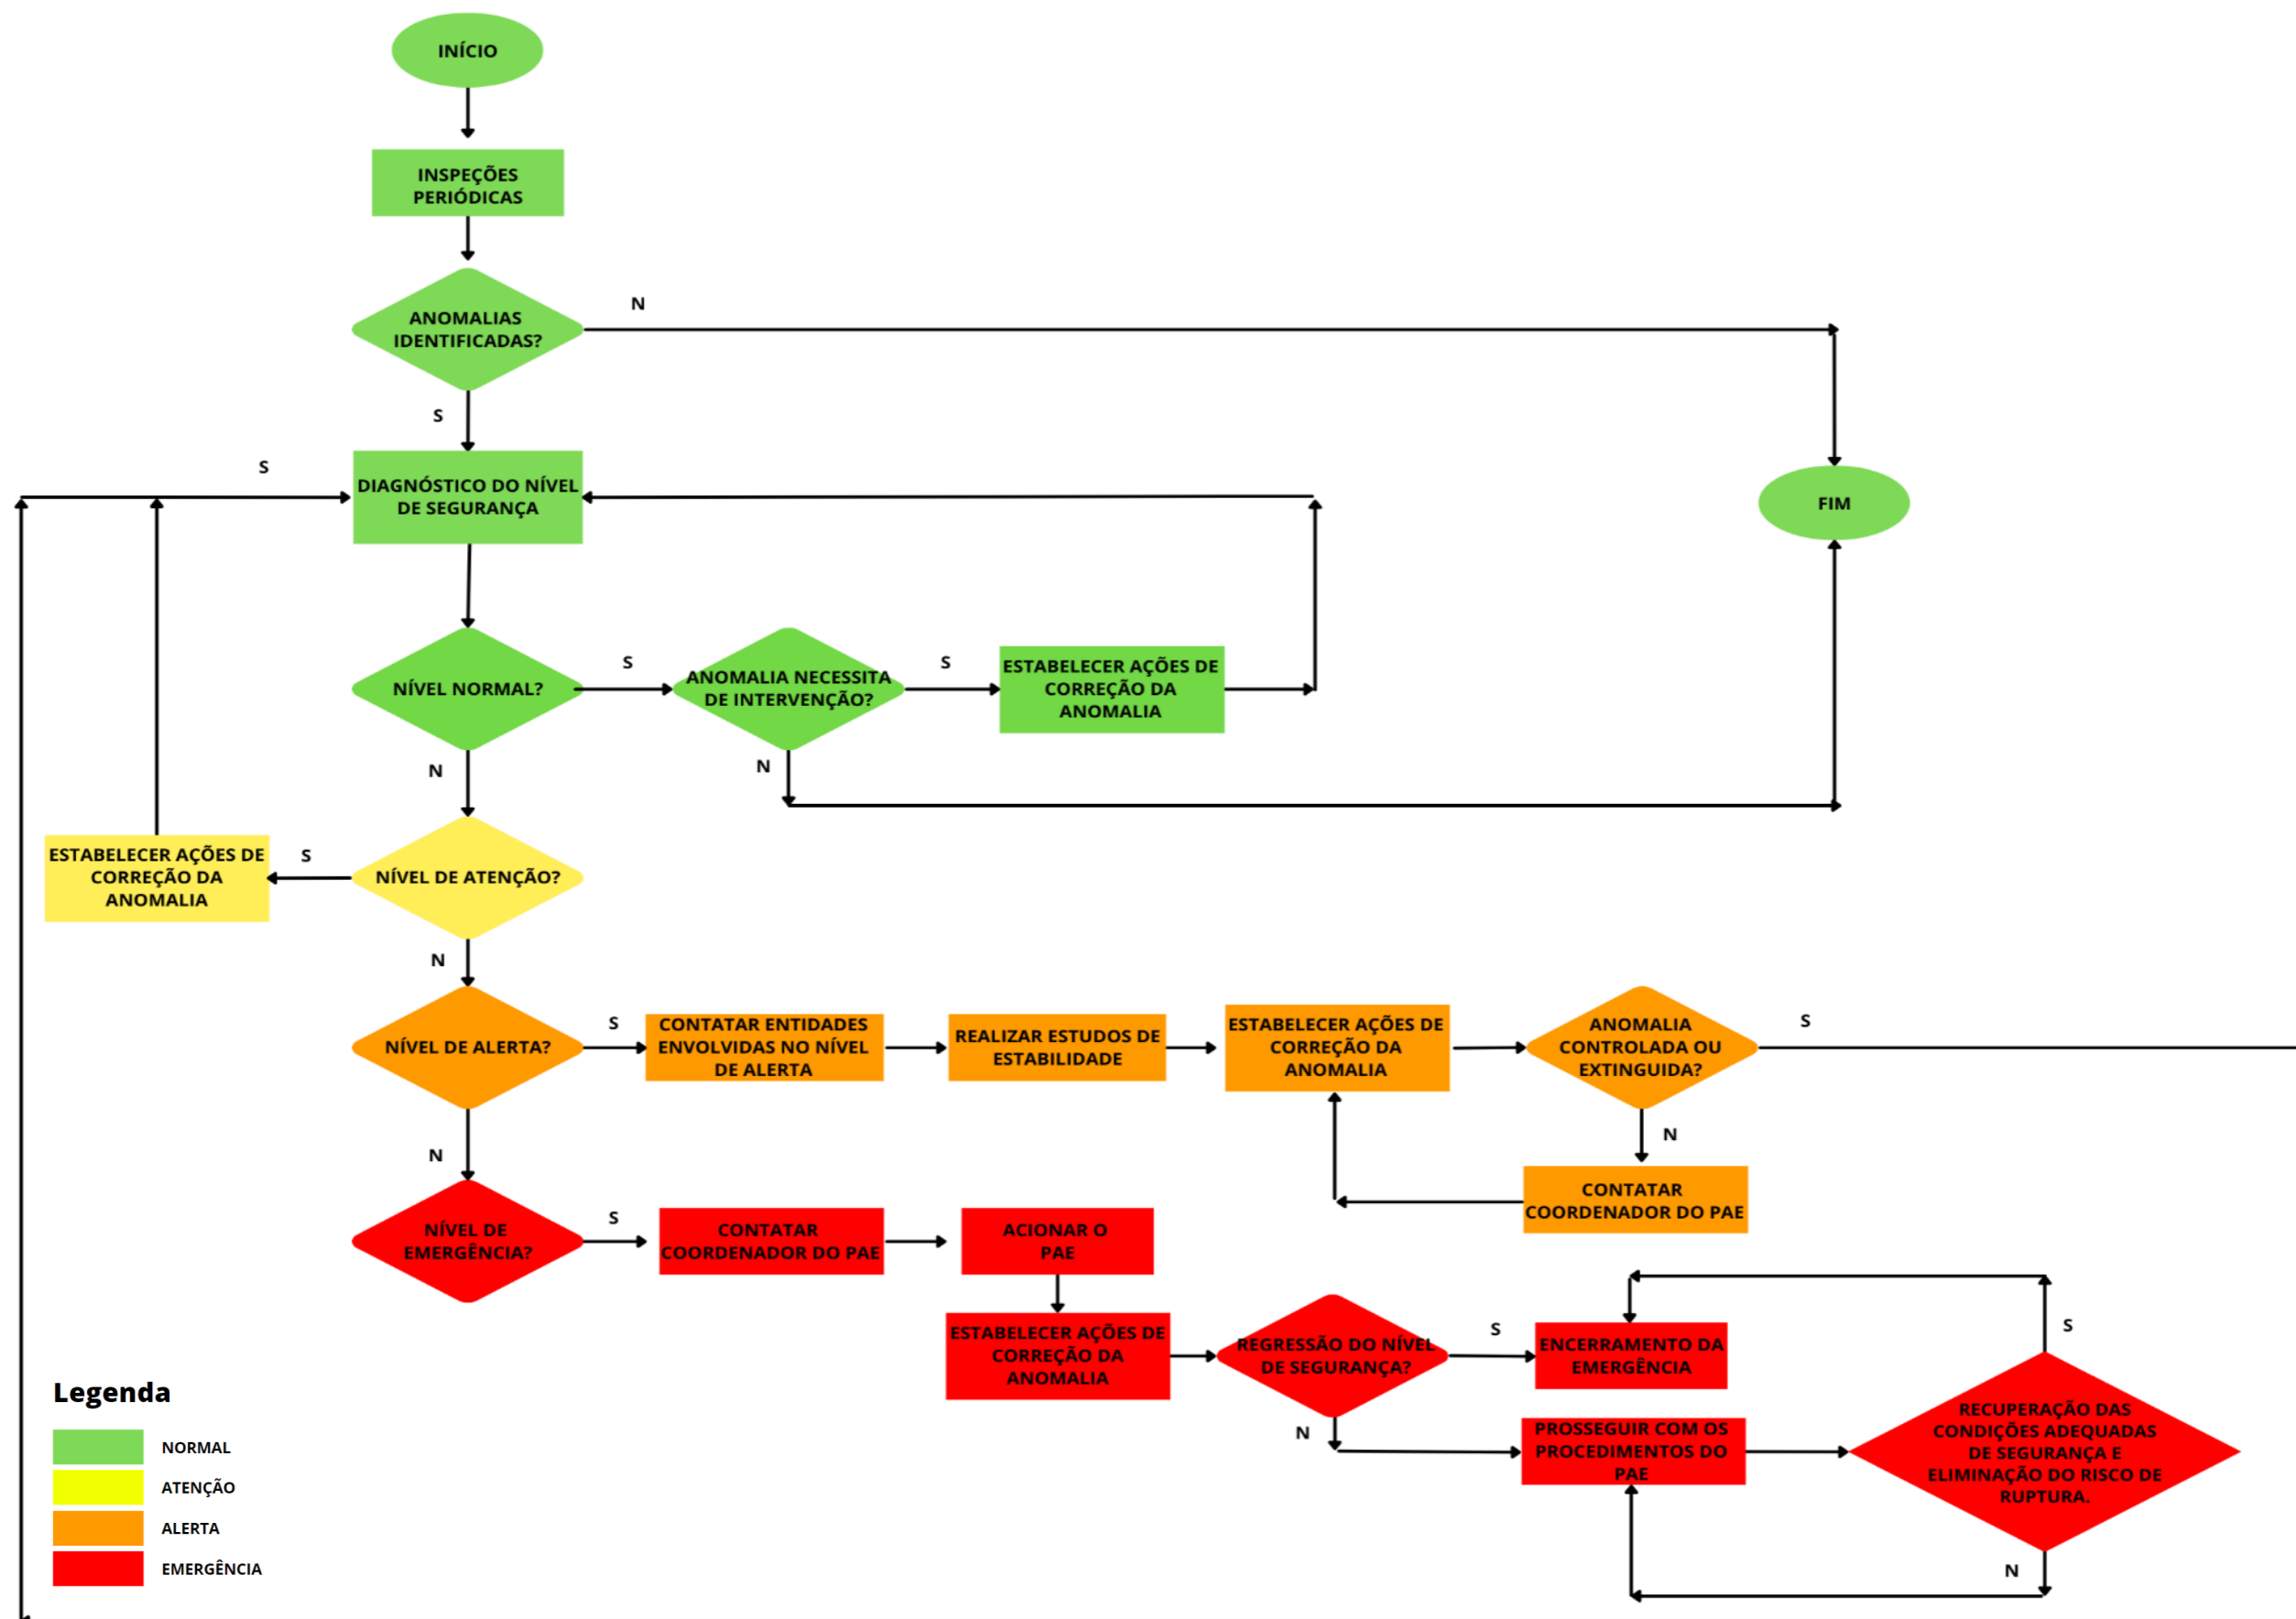 INÍCIO
INSPEÇÕES
PERIÓDICAS
ANOMALIAS
IDENTIFICADAS?
N
S
S
DIAGNÓSTICO DO NÍVEL
DE SEGURANÇA
FIM
NÍVEL NORMAL?
S
ANOMALIA NECESSITA
DE INTERVENÇÃO?
S
ESTABELECER AÇÕES DE
CORREÇÃO DA
ANOMALIA
N
N
ESTABELECER AÇÕES DE
CORREÇÃO DA
ANOMALIA
S
NÍVEL DE ATENÇÃO?
N
NÍVEL DE ALERTA?
S
CONTATAR ENTIDADES
ENVOLVIDAS NO NÍVEL
DE ALERTA
REALIZAR ESTUDOS DE
ESTABILIDADE
ESTABELECER AÇÕES DE
CORREÇÃO DA
ANOMALIA
ANOMALIA
CONTROLADA OU
EXTINGUIDA?
S
N
N
CONTATAR
COORDENADOR DO PAE
NÍVEL DE
EMERGÊNCIA?
S
CONTATAR
COORDENADOR DO PAE
ACIONAR O
PAE
ESTABELECER AÇÕES DE
CORREÇÃO DA
ANOMALIA
REGRESSÃO DO NÍVEL
DE SEGURANÇA?
S
ENCERRAMENTO DA
EMERGÊNCIA
S
N
PROSSEGUIR COM OS
PROCEDIMENTOS DO
PAE
RECUPERAÇÃO DAS
CONDIÇÕES ADEQUADAS
DE SEGURANÇA E
ELIMINAÇÃO DO RISCO DE
RUPTURA.
N
Legenda
NORMAL
ATENÇÃO
ALERTA
EMERGÊNCIA